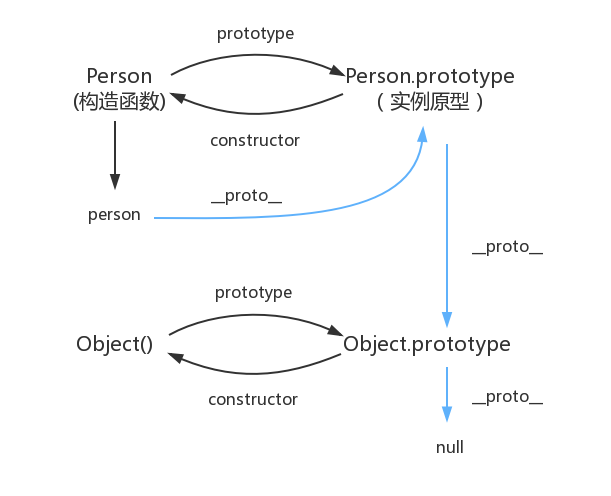 prototype
Person
(构造函数)
Person.prototype
（实例原型）
constructor
__proto__
person
__proto__
prototype
Object()
Object.prototype
constructor
__proto__
null